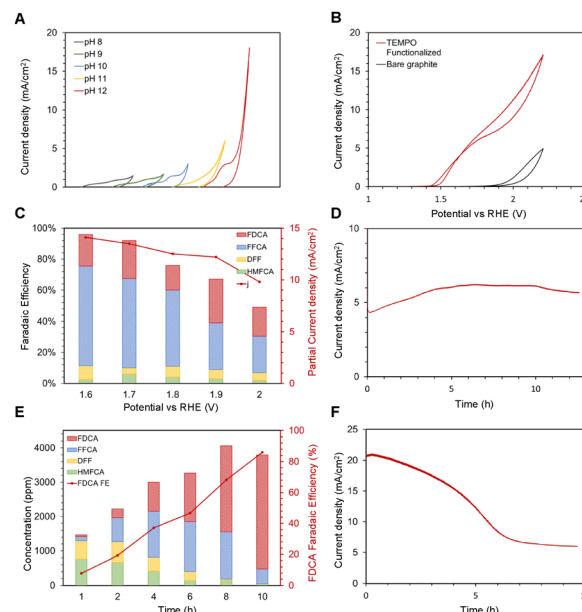 A
Current density (mA/cm²)
20
15
10
5
0
pH 8
pH 9
pH 10
pH 11
pH 12
B
Current density (mA/cm²)
20
15
10
5
0
TEMPO
Functionalized
Bare graphite
1
1.5
2
Potential vs RHE (V)
C
Faradaic Efficiency
100%
80%
60%
40%
20%
0%
FDCA
FFCA
DFF
HMFCA
j
15
10
5
0
Partial Current density (mA/cm²)
1.6
1.7
1.8
1.9
2
Potential vs RHE (V)
D
Current density (mA/cm²)
10
5
0
0
5
10
Time (h)
E
Concentration (ppm)
4000
3000
2000
1000
0
FDCA
FFCA
DFF
HMFCA
FDCA FE
100
80
60
40
20
0
FDCA Faradaic Efficiency (%)
1
2
4
6
8
10
Time (h)
F
Current density (mA/cm²)
25
20
15
10
5
0
0
5
Time (h)